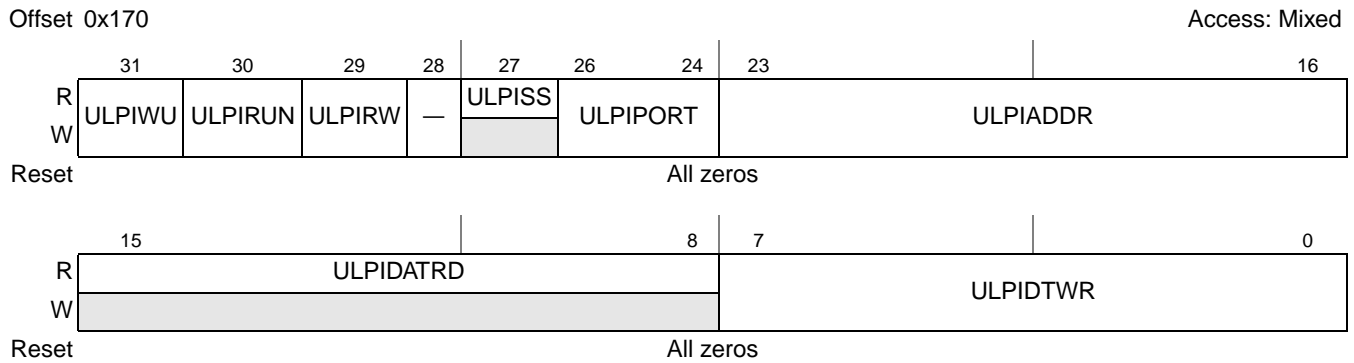 Offset 0x170 Access: Mixed
31 30 29 28 27 26 24 23 16
R ULPIWU ULPIRUN ULPIRW — ULPISS ULPIPORT ULPIADDR
W
Reset All zeros
15 8 7 0
R ULPIDATRD ULPIDTWR
W
Reset All zeros